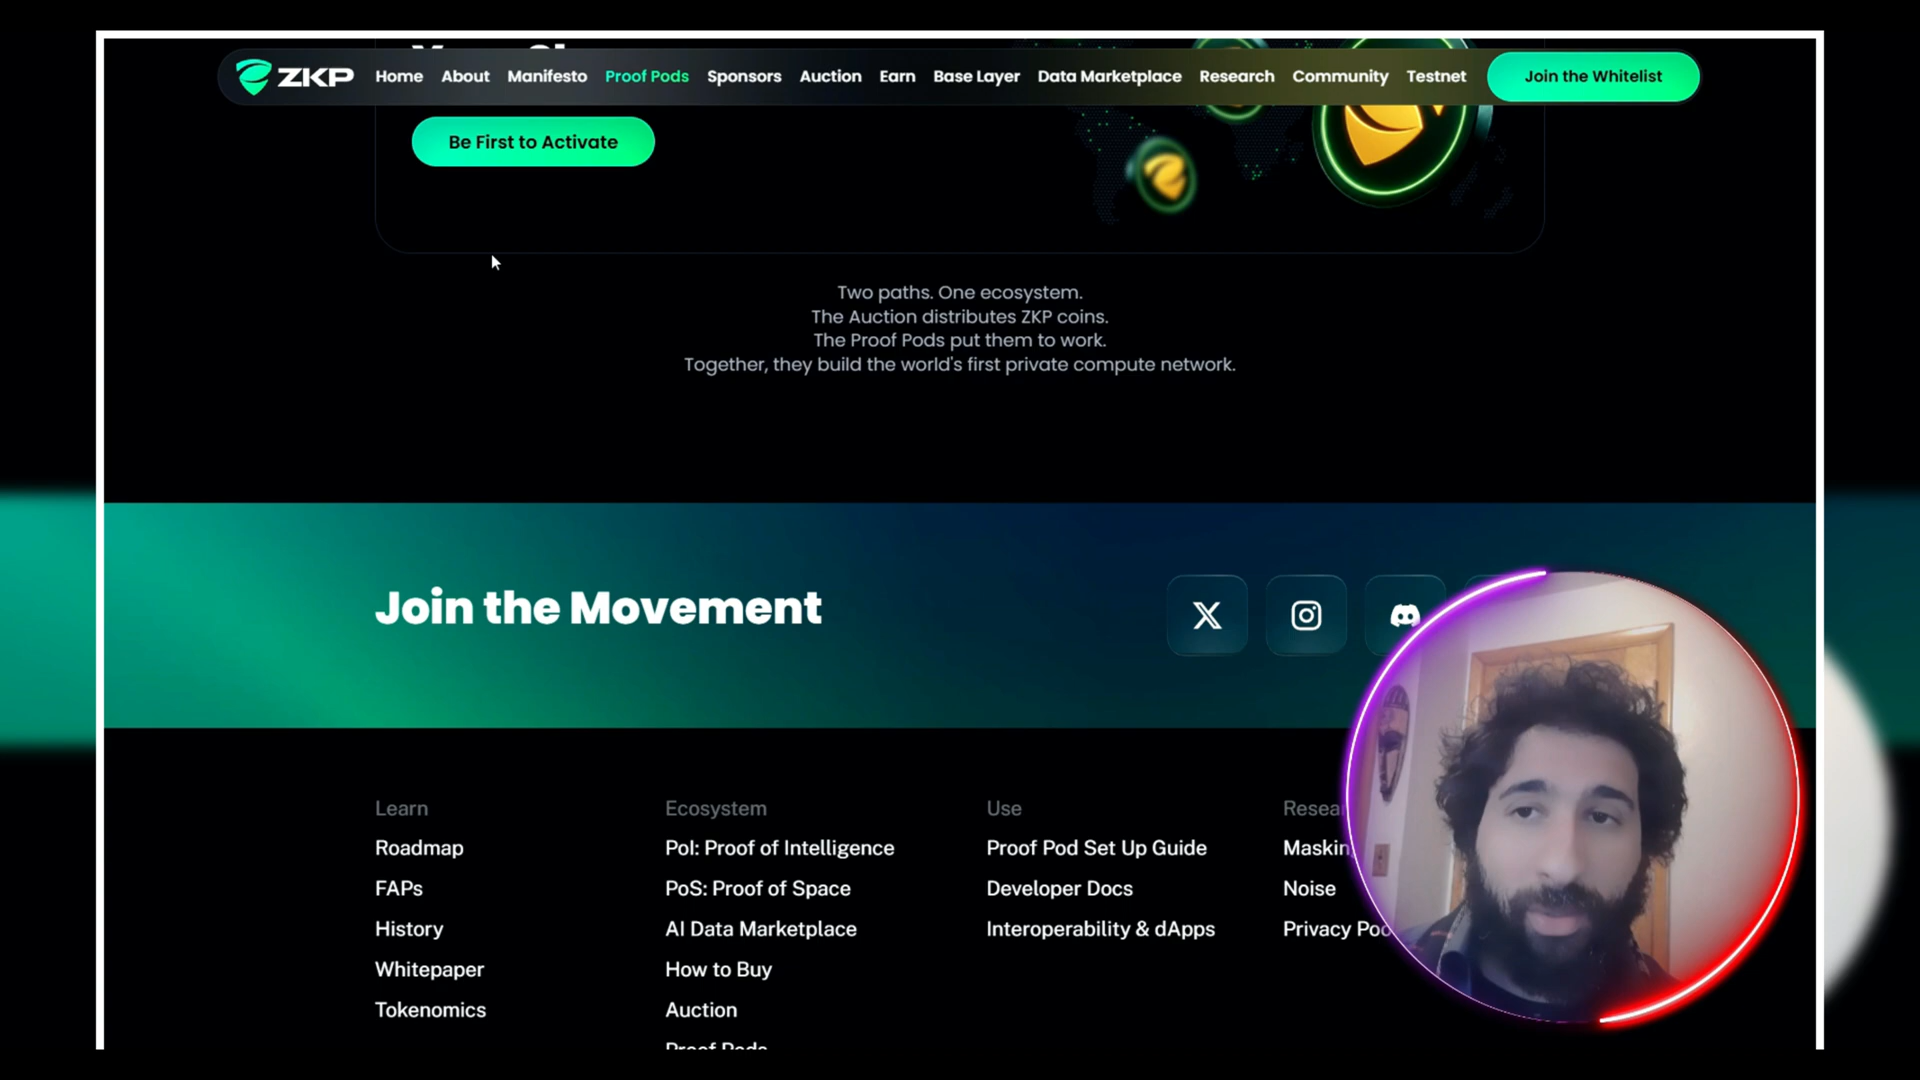 ZKP Home About Manifesto Proof Pods Sponsors Auction Earn Base Layer Data Marketplace Research Community Testnet Join the Whitelist
Be First to Activate
Two paths. One ecosystem.
The Auction distributes ZKP coins.
The Proof Pods put them to work.
Together, they build the world's first private compute network.
Join the Movement
Learn
Roadmap
FAPs
History
Whitepaper
Tokenomics
Ecosystem
PoI: Proof of Intelligence
PoS: Proof of Space
AI Data Marketplace
How to Buy
Auction
Proof Pods
Use
Proof Pod Set Up Guide
Developer Docs
Interoperability & dApps
Noise
Privacy